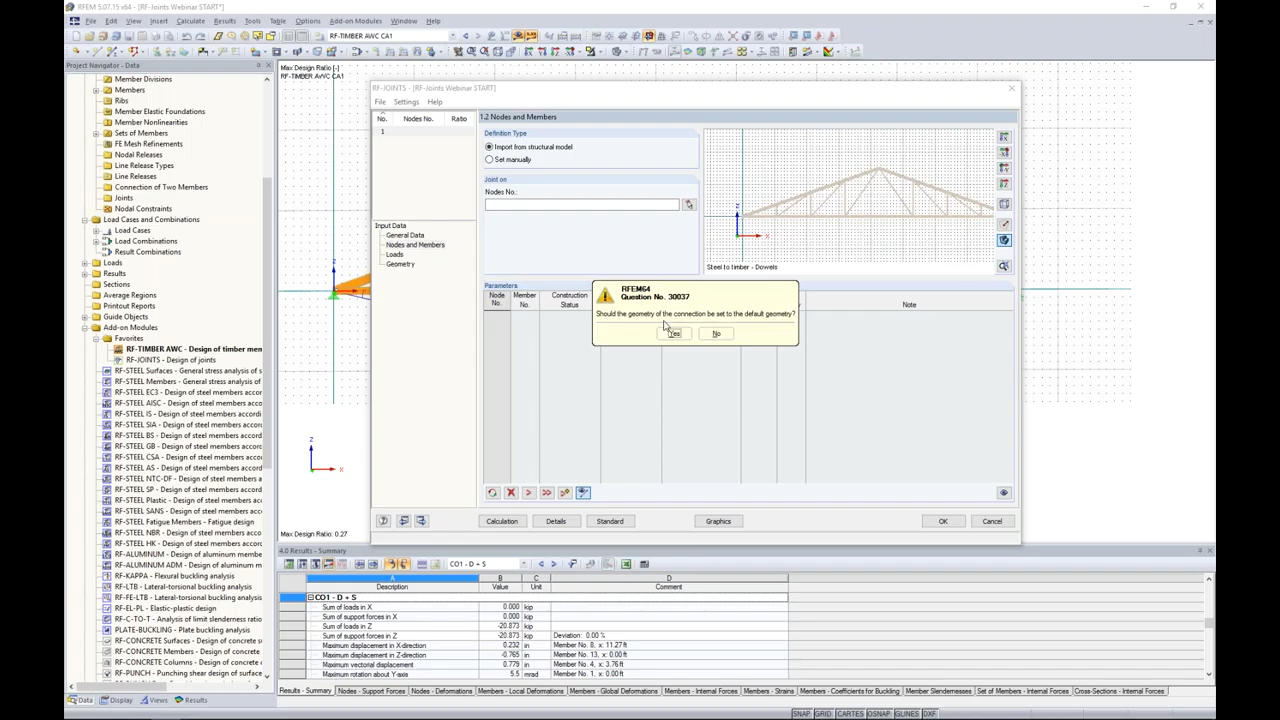 RFEM 5.07.15 x64 - [RF-Joints Webinar START*]
File Edit View Insert Calculate Results Tools Table Options Add-on Modules Window Help
RF-TIMBER AWC CA1
Project Navigator - Data
Member Divisions
Members
Ribs
Member Elastic Foundations
Member Nonlinearities
Sets of Members
FE Mesh Refinements
Nodal Releases
Line Release Types
Line Releases
Connection of Two Members
Joints
Nodal Constraints
Load Cases and Combinations
Load Cases
Load Combinations
Result Combinations
Loads
Results
Sections
Average Regions
Printout Reports
Guide Objects
Add-on Modules
Favorites
RF-TIMBER AWC - Design of timber mem
RF-JOINTS - Design of joints
RF-STEEL Surfaces - General stress analysis of
RF-STEEL Members - General stress analysis of
RF-STEEL EC3 - Design of steel members accor
RF-STEEL AISC - Design of steel members acco
RF-STEEL IS - Design of steel members accordi
RF-STEEL SIA - Design of steel members accor
RF-STEEL BS - Design of steel members accord
RF-STEEL GB - Design of steel members accord
RF-STEEL CSA - Design of steel members acco
RF-STEEL AS - Design of steel members accord
RF-STEEL NTC-DF - Design of steel members
RF-STEEL SP - Design of steel members accord
RF-STEEL Plastic - Design of steel members
RF-STEEL SANS - Design of steel members acc
RF-STEEL Fatigue Members - Fatigue design
RF-STEEL NBR - Design of steel members accor
RF-STEEL HK - Design of steel members accord
RF-ALUMINUM - Design of aluminum membe
RF-ALUMINUM ADM - Design of aluminum m
RF-KAPPA - Flexural buckling analysis
RF-LTB - Lateral-torsional buckling analysis
RF-FE-LTB - Lateral-torsional buckling analysis
RF-EL-PL - Elastic-plastic design
RF-C-TO-T - Analysis of limit slenderness ratio
PLATE-BUCKLING - Plate buckling analysis
RF-CONCRETE Surfaces - Design of concrete s
RF-CONCRETE Members - Design of concrete
RF-CONCRETE Columns - Design of concrete
RF-PUNCH - Punching shear design of surface
Data Display Views Results
Max Design Ratio [-]
RF-TIMBER AWC CA1
Z
X
Max Design Ratio: 0.27
RF-JOINTS - [RF-Joints Webinar START]
File Settings Help
No. Nodes No. Ratio
1
Input Data
General Data
Nodes and Members
Loads
Geometry
1.2 Nodes and Members
Definition Type
Import from structural model
Set manually
Joint on
Nodes No.:
Z
X
Steel to timber - Dowels
Parameters
Node No. Member No. Construction Status Note
RFEM64
Question No. 30037
Should the geometry of the connection be set to the default geometry?
Yes No
Calculation Details Standard Graphics OK Cancel
4.0 Results - Summary
CO1 - D + S
A B C D
Description Value Unit Comment
CO1 - D + S
Sum of loads in X 0.000 kip
Sum of support forces in X 0.000 kip
Sum of loads in Z -20.873 kip
Sum of support forces in Z -20.873 kip Deviation: 0.00 %
Maximum displacement in X-direction 0.232 in Member No. 8, x: 11.27 ft
Maximum displacement in Z-direction -0.765 in Member No. 13, x: 0.00 ft
Maximum vectorial displacement 0.779 in Member No. 4, x: 3.76 ft
Maximum rotation about Y-axis 5.5 mrad Member No. 1, x: 0.00 ft
Results - Summary Nodes - Support Forces Nodes - Deformations Members - Local Deformations Members - Global Deformations Members - Internal Forces Members - Strains Members - Coefficients for Buckling Member Slendernesses Set of Members - Internal Forces Cross-Sections - Internal Forces
SNAP GRID CARTES OSNAP GLINES DXF